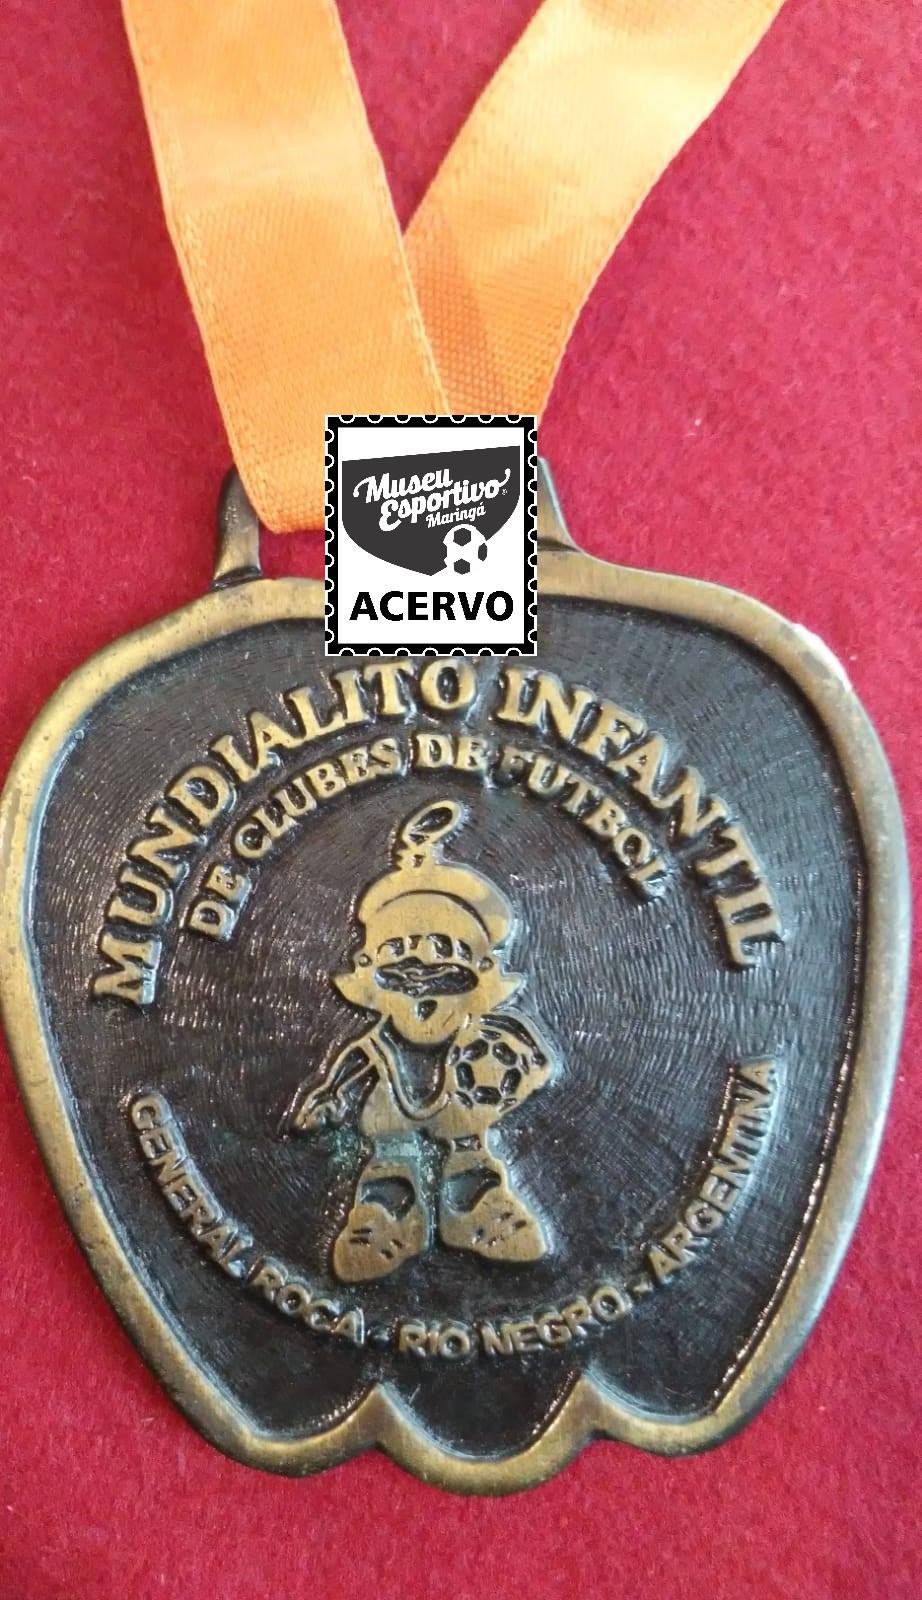 Museu
Esportivo
Maringá
ACERVO
MUNDIALITO INFANTIL
DE CLUBES DE FUTBOL
GENERAL ROCA - RIO NEGRO - ARGENTINA